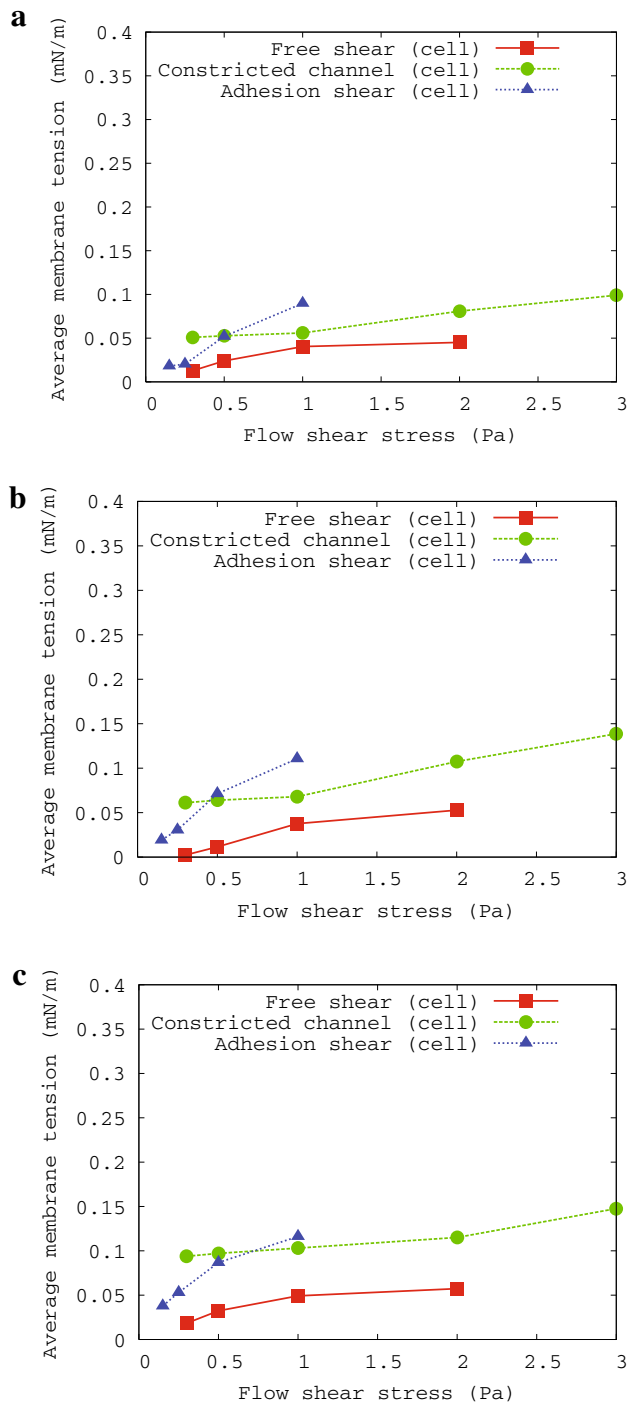 a
Average membrane tension (mN/m)
0.4
0.35
0.3
0.25
0.2
0.15
0.1
0.05
0
Free shear (cell)
Constricted channel (cell)
Adhesion shear (cell)
0 0.5 1 1.5 2 2.5 3
Flow shear stress (Pa)
b
Average membrane tension (mN/m)
0.4
0.35
0.3
0.25
0.2
0.15
0.1
0.05
0
Free shear (cell)
Constricted channel (cell)
Adhesion shear (cell)
0 0.5 1 1.5 2 2.5 3
Flow shear stress (Pa)
c
Average membrane tension (mN/m)
0.4
0.35
0.3
0.25
0.2
0.15
0.1
0.05
0
Free shear (cell)
Constricted channel (cell)
Adhesion shear (cell)
0 0.5 1 1.5 2 2.5 3
Flow shear stress (Pa)